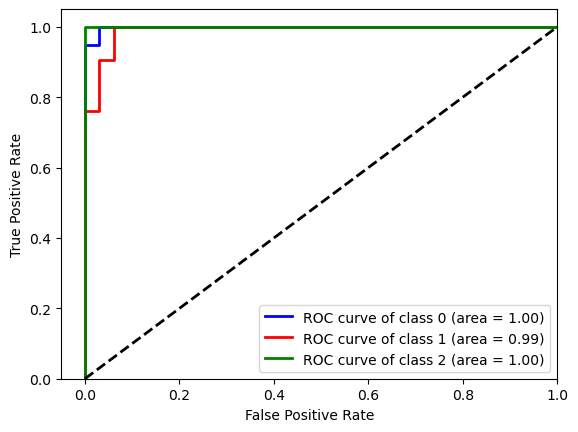 1.0
0.8
0.6
0.4
0.2
0.0
True Positive Rate
ROC curve of class 0 (area = 1.00)
ROC curve of class 1 (area = 0.99)
ROC curve of class 2 (area = 1.00)
0.0 0.2 0.4 0.6 0.8 1.0
False Positive Rate